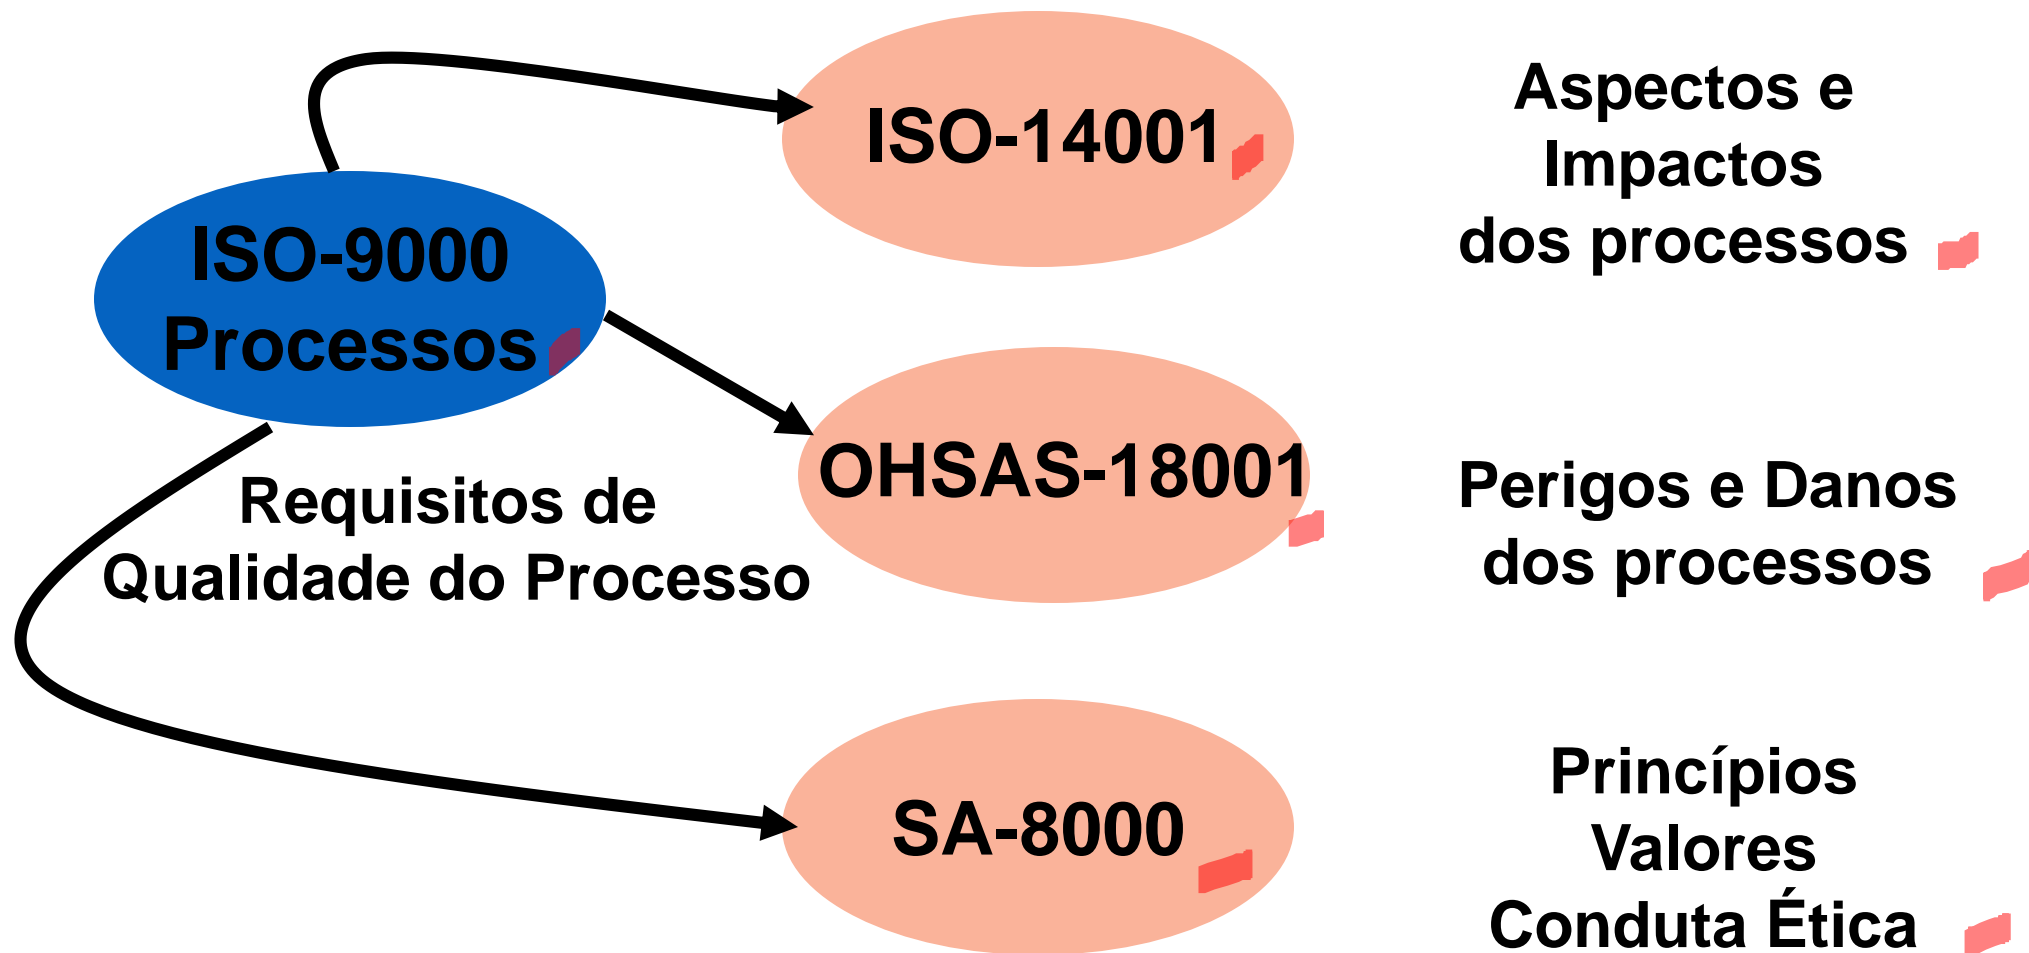 ISO-14001
Aspectos e
Impactos
dos processos
ISO-9000
Processos
OHSAS-18001
Perigos e Danos
dos processos
Requisitos de
Qualidade do Processo
SA-8000
Princípios
Valores
Conduta Ética